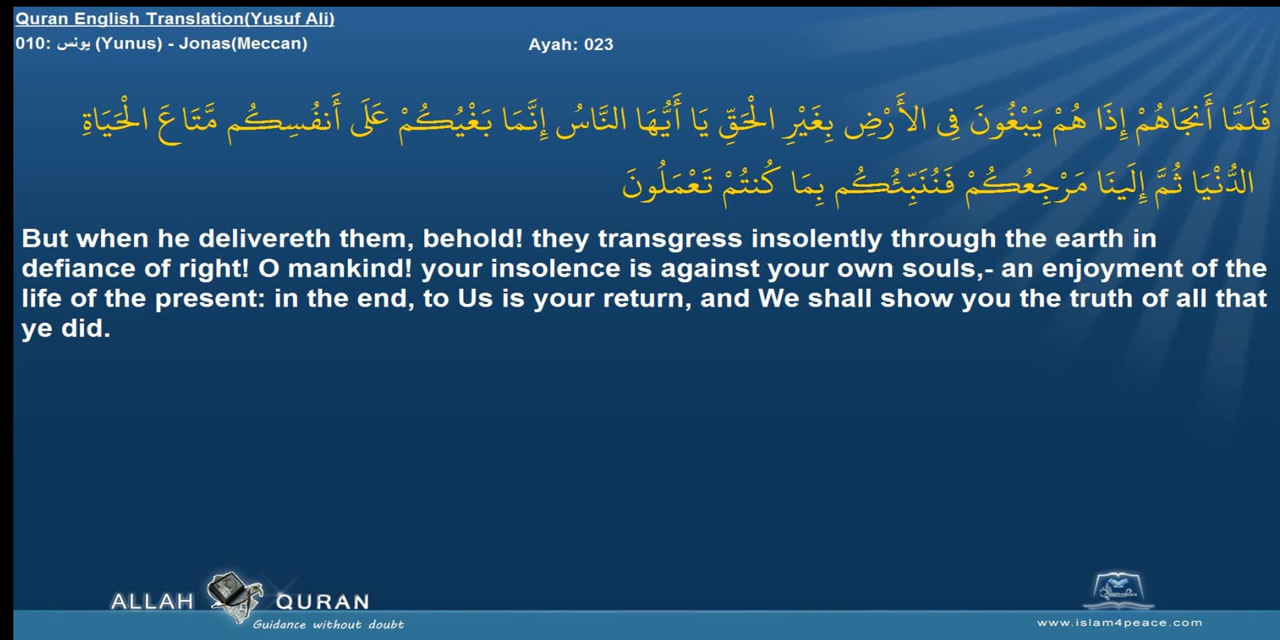 Quran English Translation(Yusuf Ali)
010: يونس (Yunus) - Jonas(Meccan) Ayah: 023
فَلَمَّا أَنجَاهُمْ إِذَا هُمْ يَبْغُونَ فِي الأَرْضِ بِغَيْرِ الْحَقِّ يَا أَيُّهَا النَّاسُ إِنَّمَا بَغْيُكُمْ عَلَى أَنفُسِكُم مَّتَاعَ الْحَيَاةِ
الدُّنْيَا ثُمَّ إِلَينَا مَرْجِعُكُمْ فَنُنَبِّئُكُم بِمَا كُنتُمْ تَعْمَلُونَ
But when he delivereth them, behold! they transgress insolently through the earth in
defiance of right! O mankind! your insolence is against your own souls,- an enjoyment of the
life of the present: in the end, to Us is your return, and We shall show you the truth of all that
ye did.
ALLAH QURAN
Guidance without doubt
www.islam4peace.com